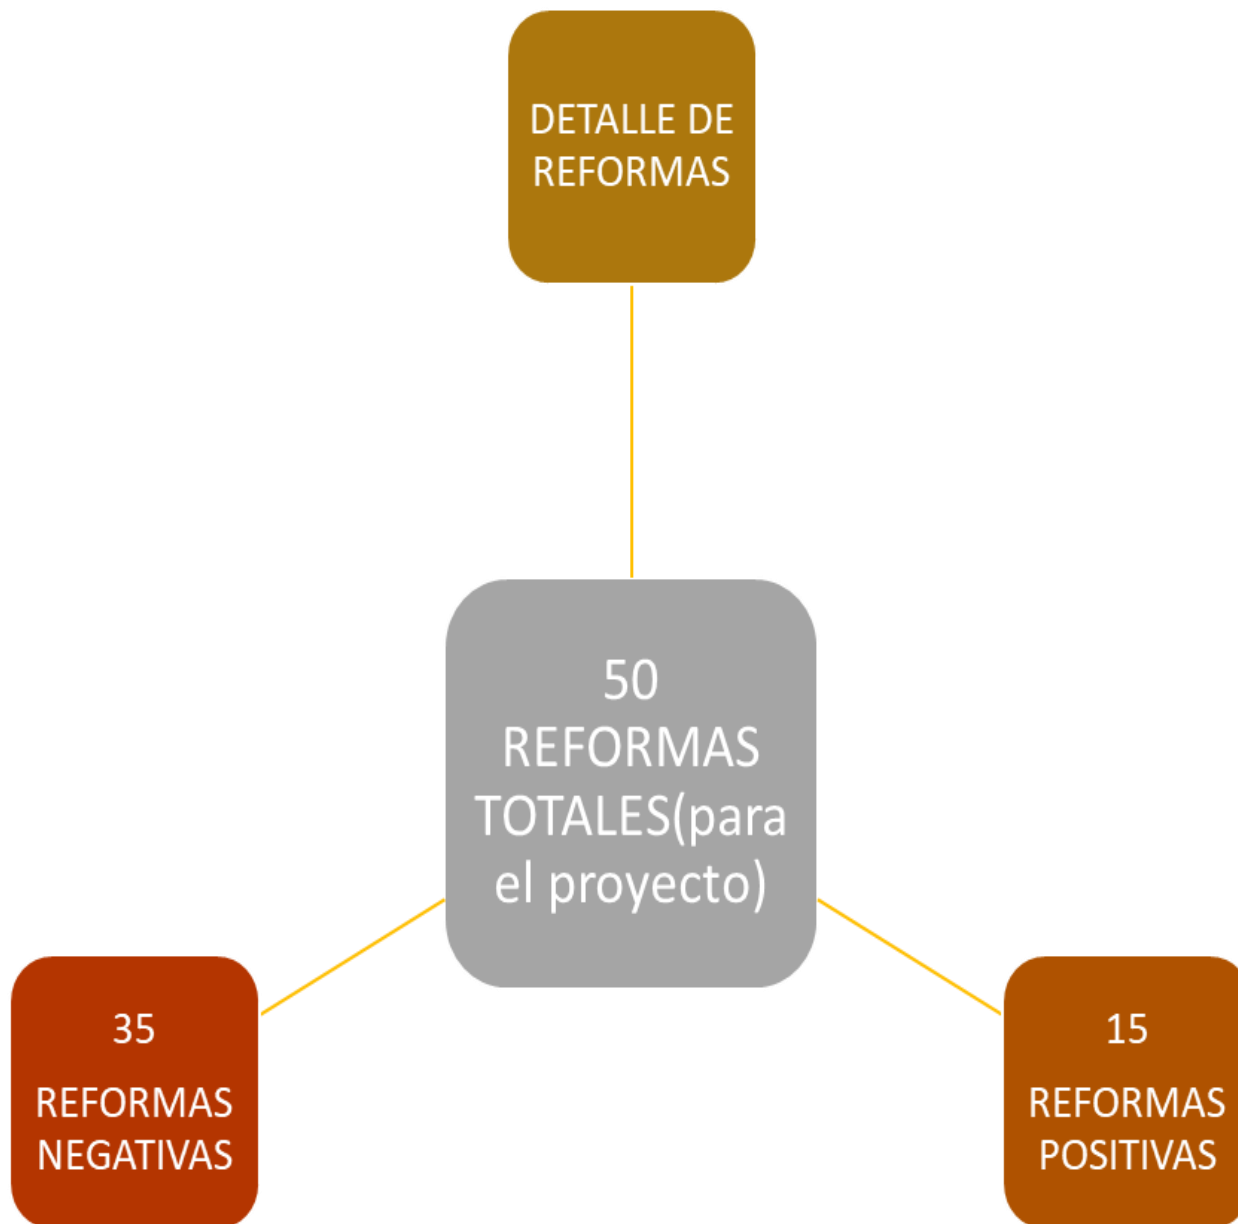 DETALLE DE
REFORMAS
50
REFORMAS
TOTALES(para
el proyecto)
35
REFORMAS
NEGATIVAS
15
REFORMAS
POSITIVAS